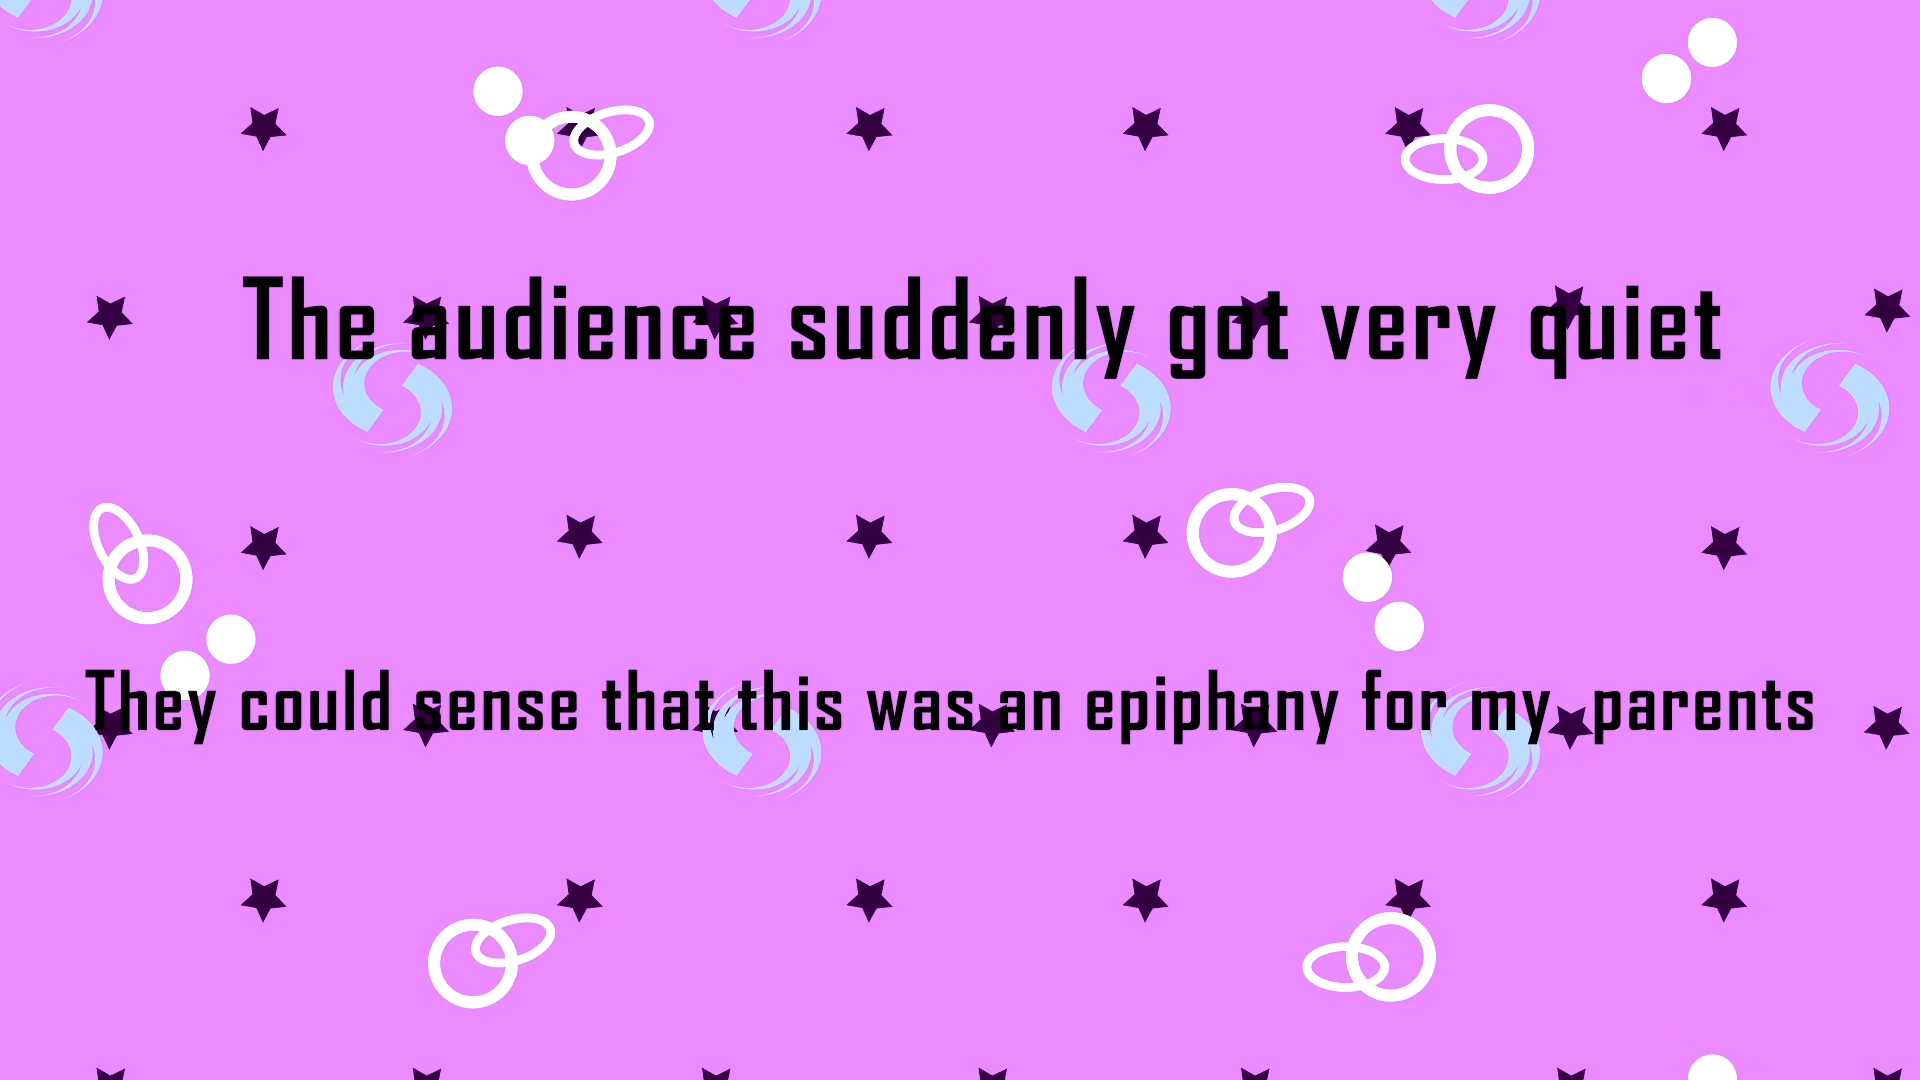 The audience suddenly got very quiet
They could sense that this was an epiphany for my parents